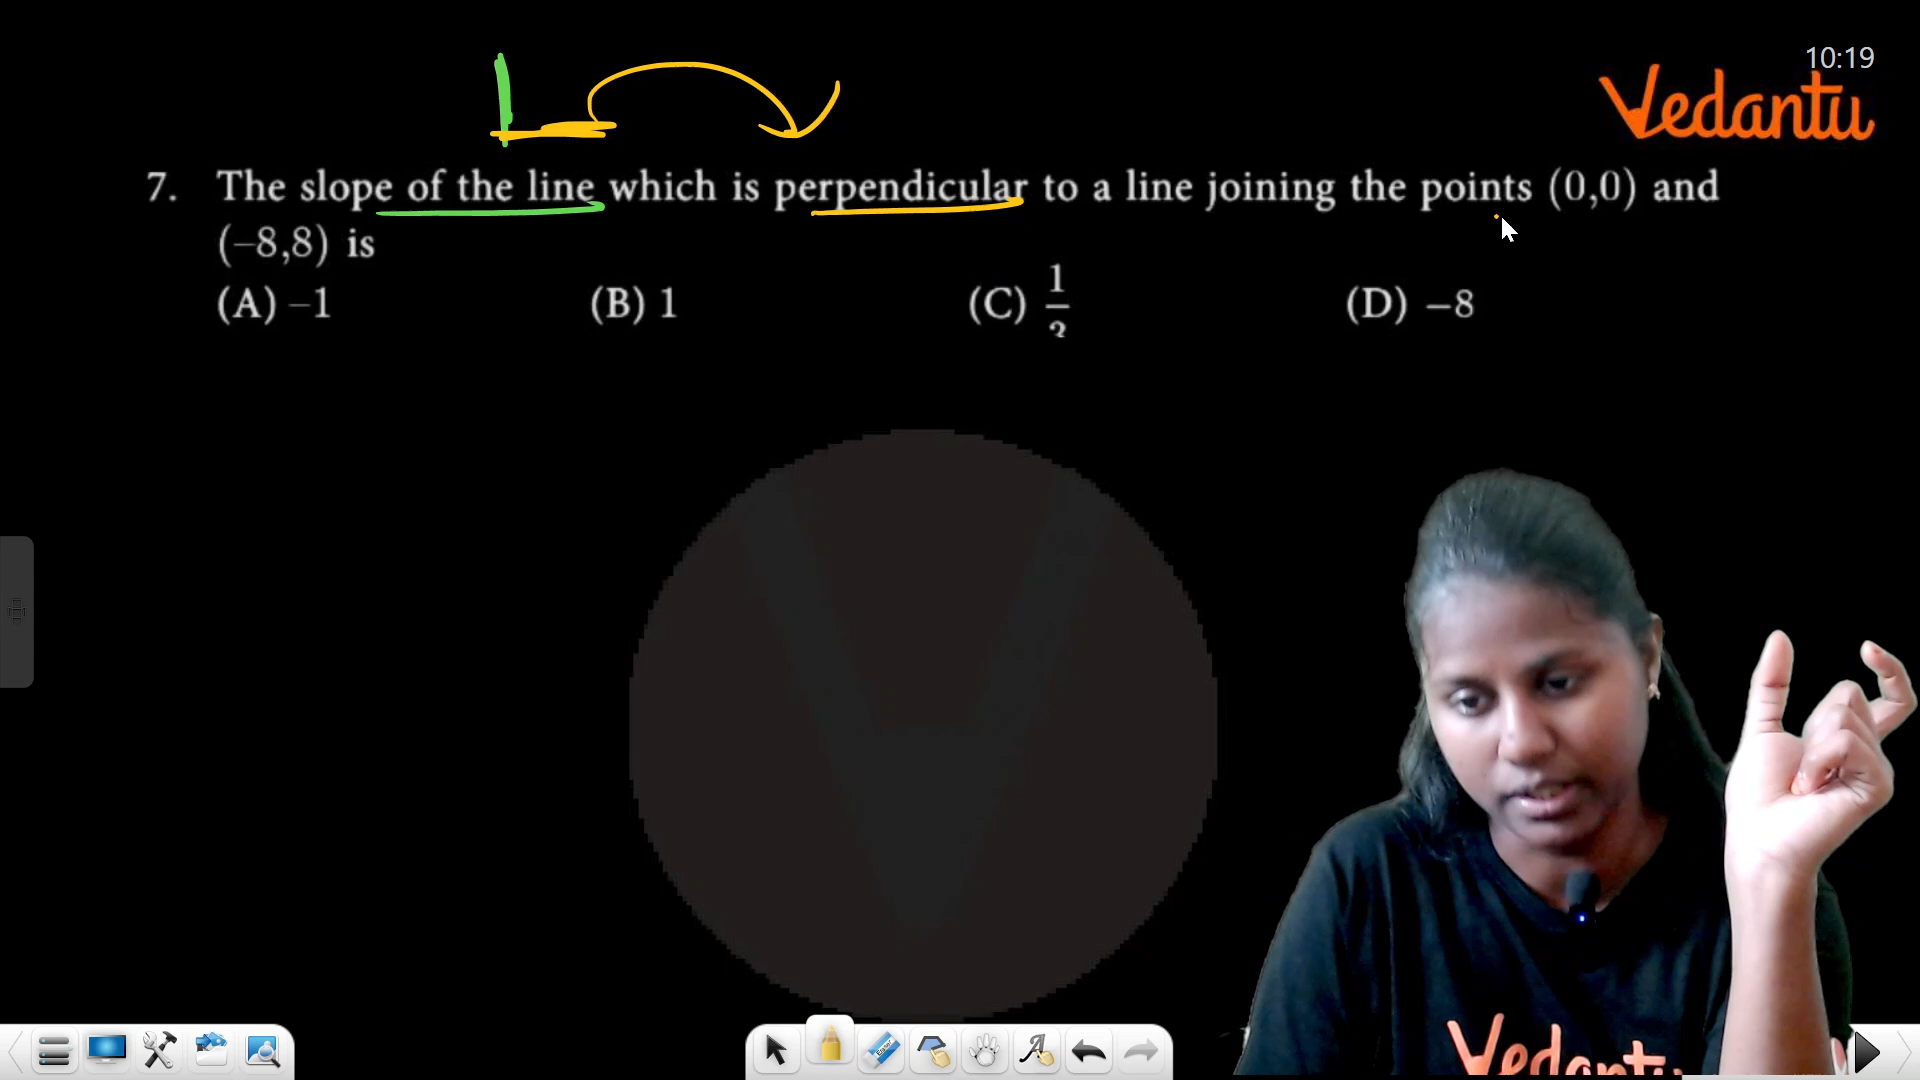 10:19
Vedantu
7. The slope of the line which is perpendicular to a line joining the points (0,0) and
(–8,8) is
(A) –1 (B) 1 (C) 1/3 (D) –8
Vedantu